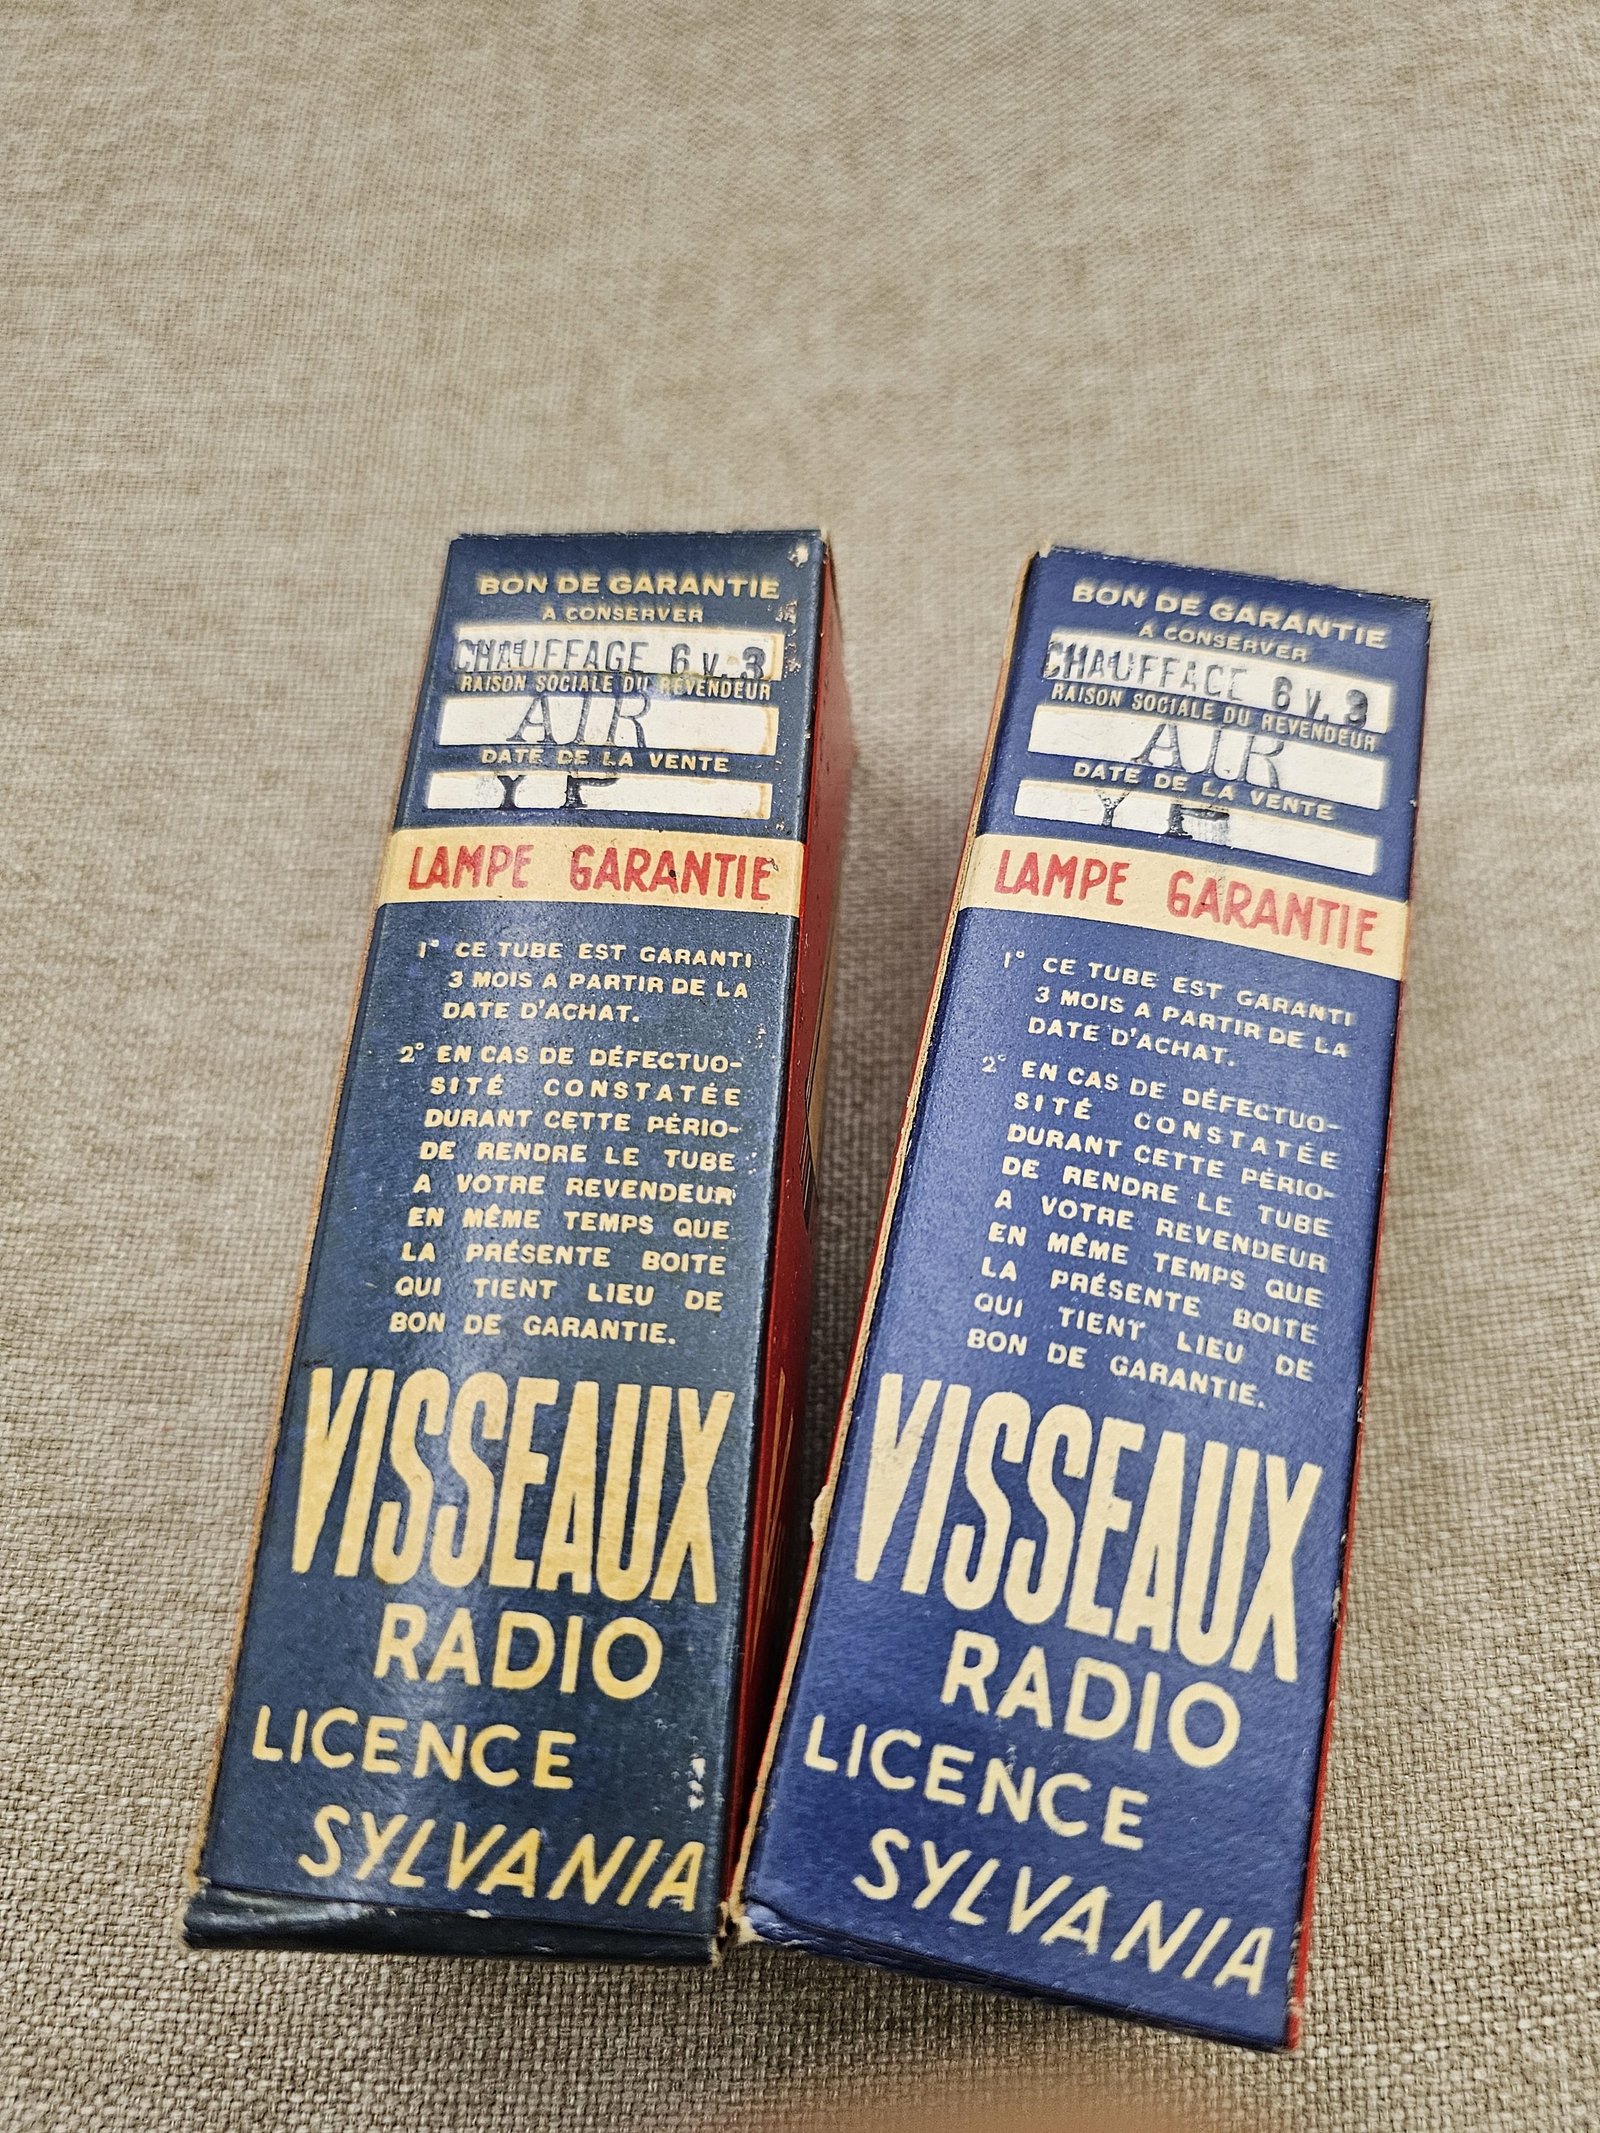 BON DE GARANTIE
A CONSERVER
CHAUFFAGE 6 v. 3
RAISON SOCIALE DU REVENDEUR
AIR
DATE DE LA VENTE
LAMPE GARANTIE
1° CE TUBE EST GARANTI
3 MOIS A PARTIR DE LA
DATE D'ACHAT.
2° EN CAS DE DÉFECTUO-
SITÉ CONSTATÉE
DURANT CETTE PÈRIO-
DE RENDRE LE TUBE
A VOTRE REVENDEUR
EN MÊME TEMPS QUE
LA PRÉSENTE BOITE
QUI TIENT LIEU DE
BON DE GARANTIE.
VISSEAUX
RADIO
LICENCE
SYLVANIA
BON DE GARANTIE
A CONSERVER
CHAUFFAGE 6 v. 3
RAISON SOCIALE DU REVENDEUR
AIR
DATE DE LA VENTE
LAMPE GARANTIE
1° CE TUBE EST GARANTI
3 MOIS A PARTIR DE LA
DATE D'ACHAT.
2° EN CAS DE DÉFECTUO-
SITÉ CONSTATÉE
DURANT CETTE PÈRIO-
DE RENDRE LE TUBE
A VOTRE REVENDEUR
EN MÊME TEMPS QUE
LA PRÉSENTE BOITE
QUI TIENT LIEU DE
BON DE GARANTIE.
VISSEAUX
RADIO
LICENCE
SYLVANIA